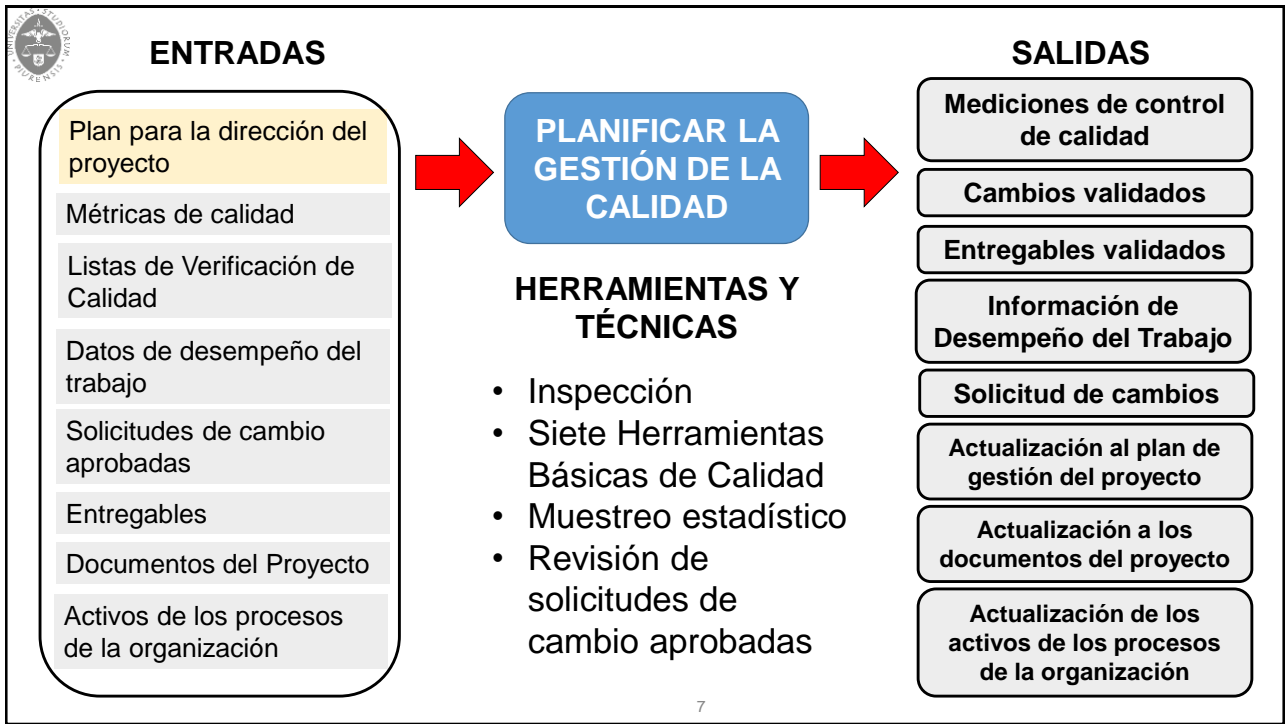 UNIVERSITAS · STUDIORUM · PIURENSIS
ENTRADAS
Plan para la dirección del
proyecto
Métricas de calidad
Listas de Verificación de
Calidad
Datos de desempeño del
trabajo
Solicitudes de cambio
aprobadas
Entregables
Documentos del Proyecto
Activos de los procesos
de la organización
PLANIFICAR LA
GESTIÓN DE LA
CALIDAD
HERRAMIENTAS Y
TÉCNICAS
• Inspección
• Siete Herramientas
Básicas de Calidad
• Muestreo estadístico
• Revisión de
solicitudes de
cambio aprobadas
SALIDAS
Mediciones de control
de calidad
Cambios validados
Entregables validados
Información de
Desempeño del Trabajo
Solicitud de cambios
Actualización al plan de
gestión del proyecto
Actualización a los
documentos del proyecto
Actualización de los
activos de los procesos
de la organización
7